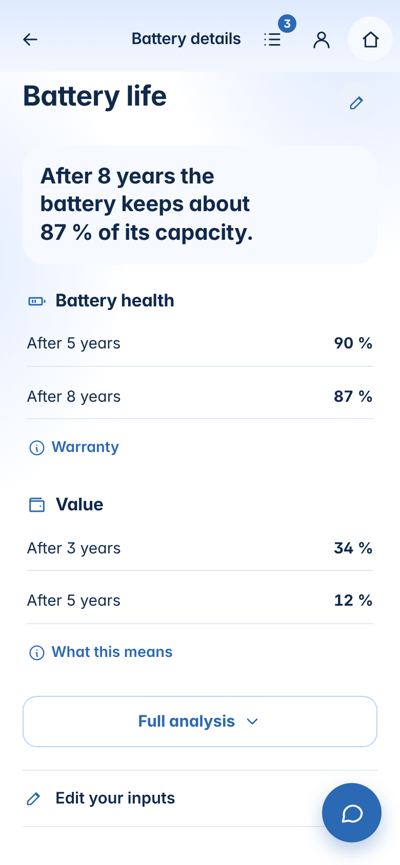 Battery details
3
Battery life
After 8 years the
battery keeps about
87 % of its capacity.
Battery health
After 5 years 90 %
After 8 years 87 %
Warranty
Value
After 3 years 34 %
After 5 years 12 %
What this means
Full analysis
Edit your inputs